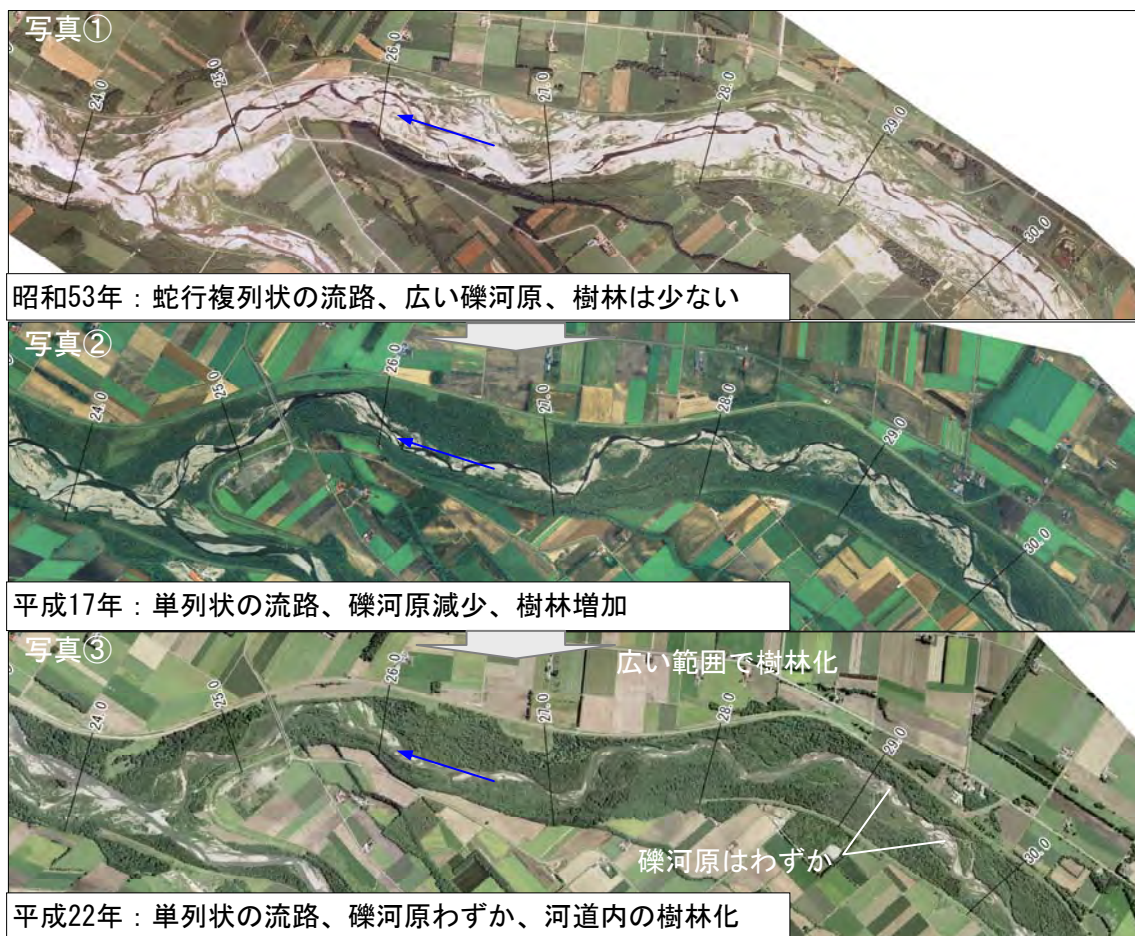 写真①
24.0
25.0
26.0
27.0
28.0
29.0
30.0
昭和53年：蛇行複列状の流路、広い礫河原、樹林は少ない
写真②
24.0
25.0
26.0
27.0
28.0
29.0
30.0
平成17年：単列状の流路、礫河原減少、樹林増加
写真③
広い範囲で樹林化
24.0
25.0
26.0
27.0
28.0
29.0
30.0
礫河原はわずか
平成22年：単列状の流路、礫河原わずか、河道内の樹林化